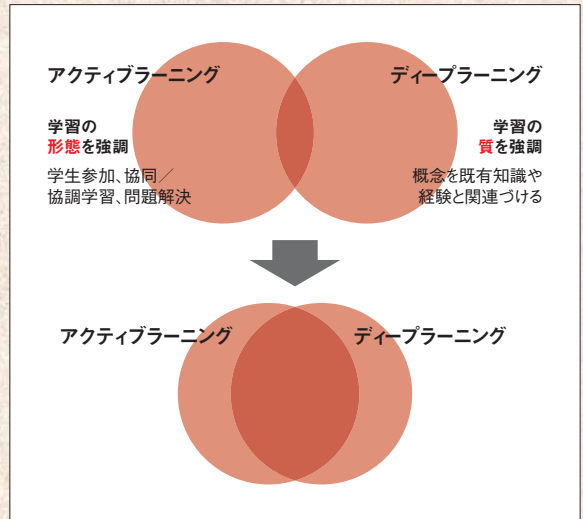 アクティブラーニング
ディープラーニング
学習の
形態を強調
学生参加、協同／
協調学習、問題解決
学習の
質を強調
概念を既有知識や
経験と関連づける
アクティブラーニング
ディープラーニング